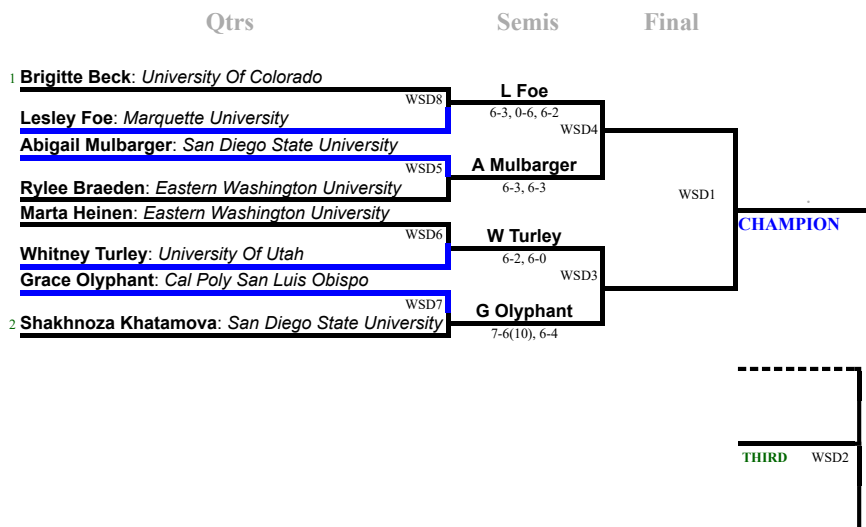 Qtrs Semis Final
1 Brigitte Beck: University Of Colorado
WSD8
L Foe
6-3, 0-6, 6-2
Lesley Foe: Marquette University
WSD4
Abigail Mulbarger: San Diego State University
WSD5
A Mulbarger
6-3, 6-3
Rylee Braeden: Eastern Washington University
WSD1
Marta Heinen: Eastern Washington University
CHAMPION
WSD6
W Turley
6-2, 6-0
Whitney Turley: University Of Utah
WSD3
Grace Olyphant: Cal Poly San Luis Obispo
WSD7
G Olyphant
7-6(10), 6-4
2 Shakhnoza Khatamova: San Diego State University
THIRD WSD2